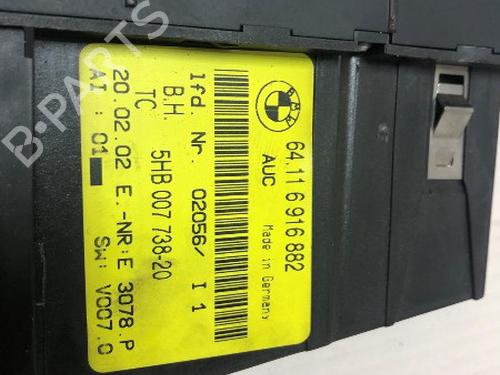 BMW
64.11 6 916 882
AUC
Made in Germany
lfd. Nr. 02056/ I 1
B.H.
TC 5HB 007 738-20
20.02.02 E.-NR:E 3078.P
AI : 01 SW: V007.0
B-PARTS